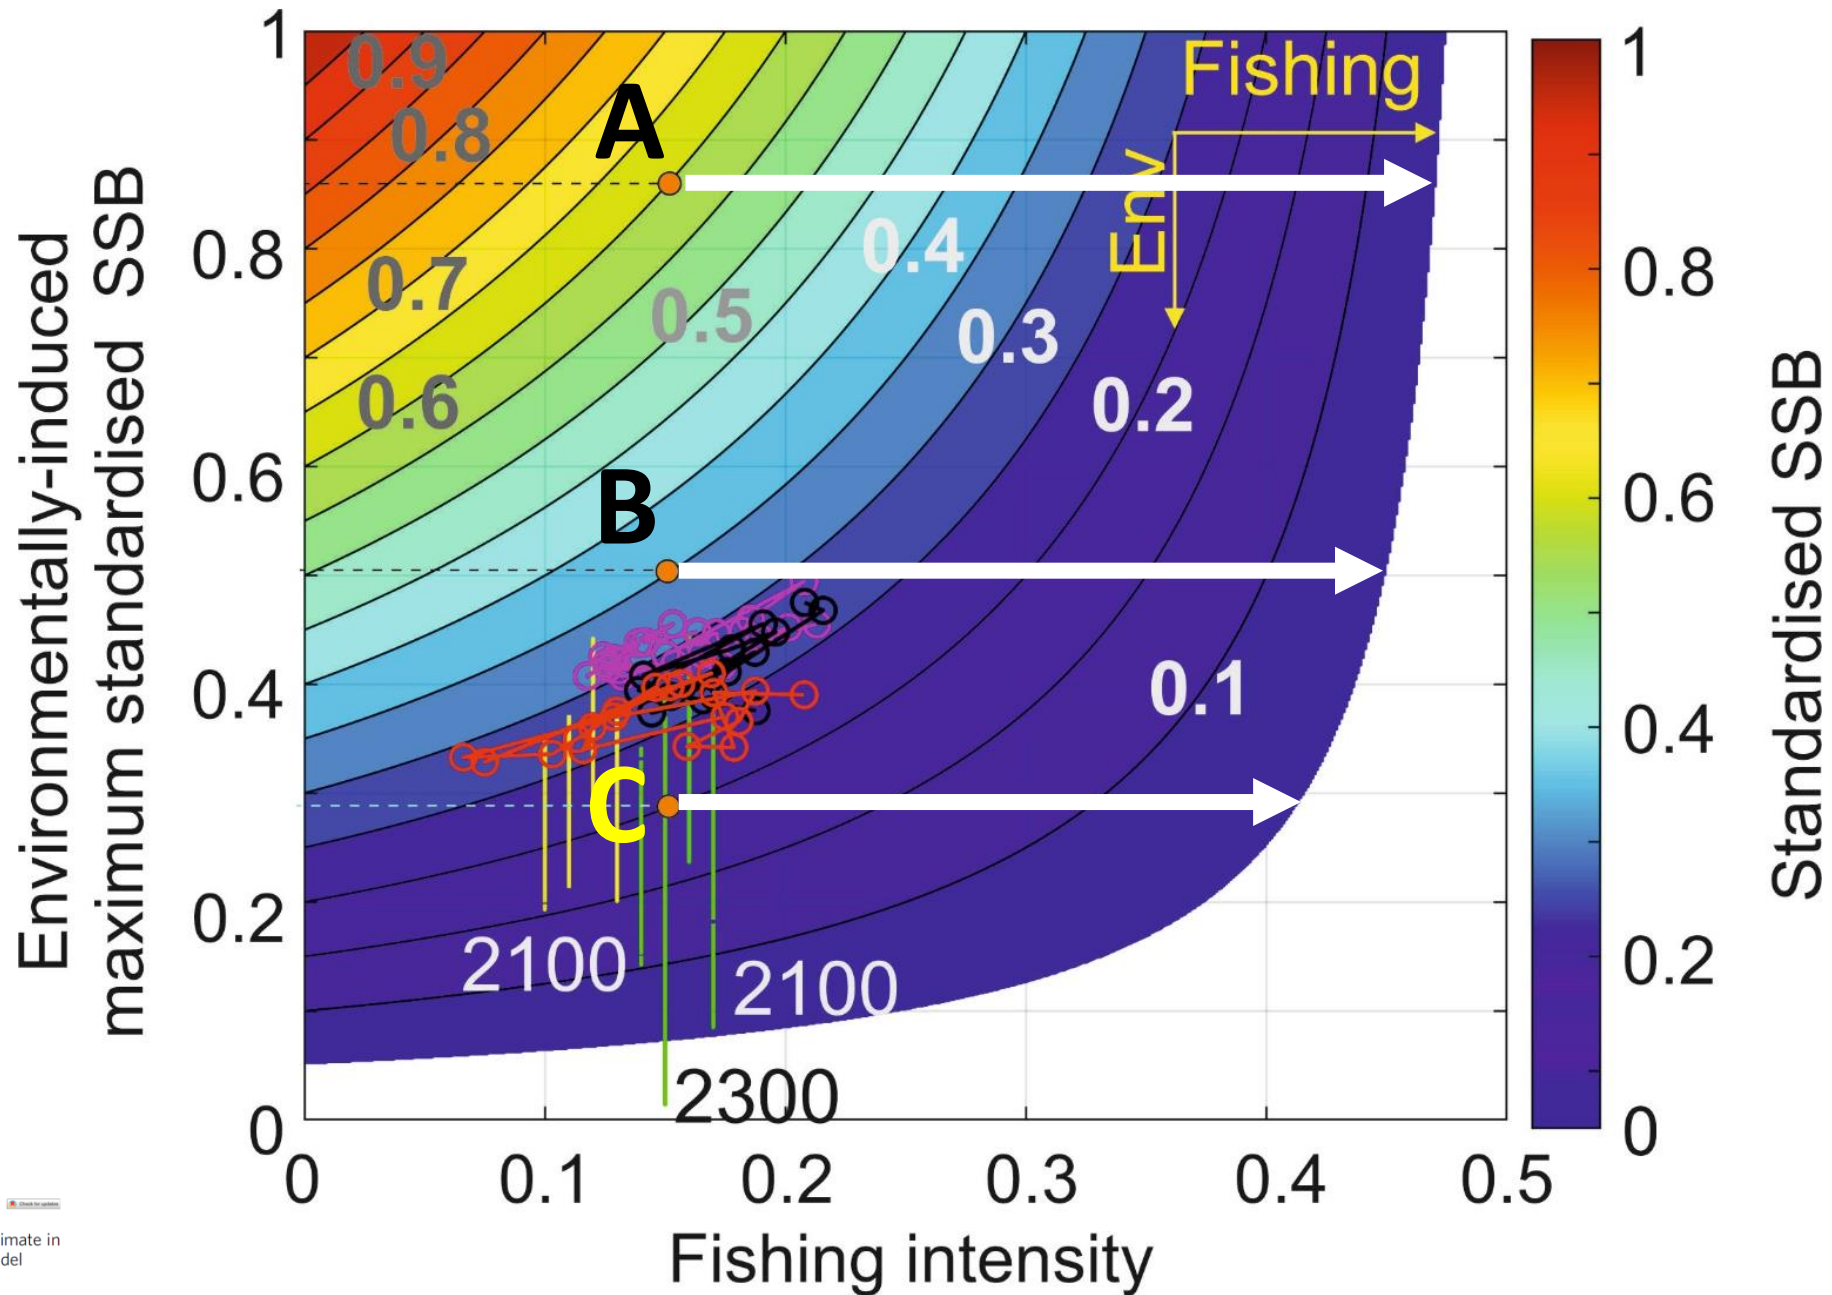 Environmentally-induced
maximum standardised SSB
1
0.8
0.6
0.4
0.2
0
0.9
0.8
0.7
0.6
0.5
0.4
0.3
0.2
0.1
A
B
C
Fishing
Env
2100
2100
2300
0
0.1
0.2
0.3
0.4
0.5
Fishing intensity
1
0.8
0.6
0.4
0.2
0
Standardised SSB
Check for updates
imate in
del